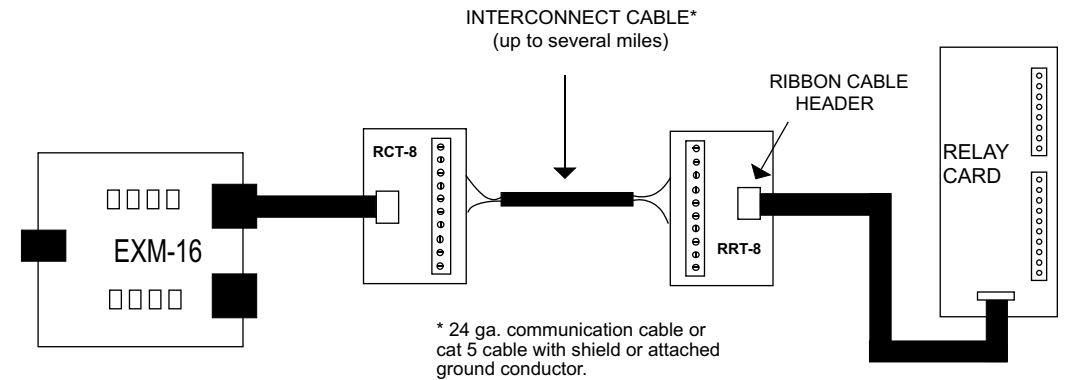 INTERCONNECT CABLE*
(up to several miles)
RIBBON CABLE
HEADER
RCT-8
RELAY
CARD
EXM-16
RRT-8
* 24 ga. communication cable or
cat 5 cable with shield or attached
ground conductor.